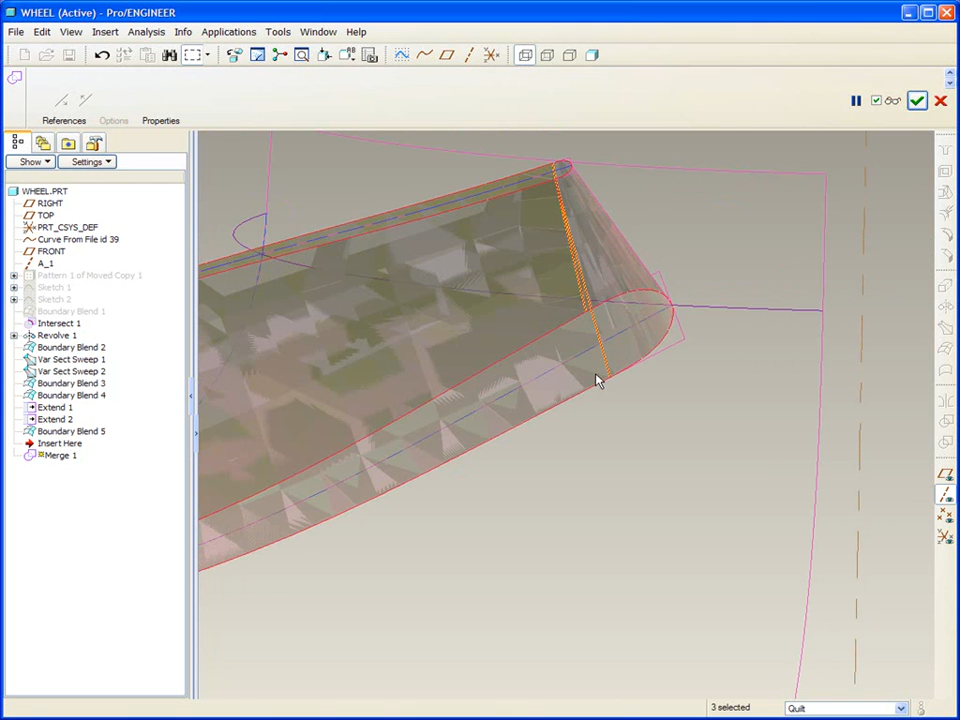 WHEEL (Active) - Pro/ENGINEER
File Edit View Insert Analysis Info Applications Tools Window Help
References Options Properties
Show Settings
WHEEL.PRT
RIGHT
TOP
PRT_CSYS_DEF
Curve From File id 39
FRONT
A_1
Pattern 1 of Moved Copy 1
Sketch 1
Sketch 2
Boundary Blend 1
Intersect 1
Revolve 1
Boundary Blend 2
Var Sect Sweep 1
Var Sect Sweep 2
Boundary Blend 3
Boundary Blend 4
Extend 1
Extend 2
Boundary Blend 5
Insert Here
Merge 1
3 selected
Quilt